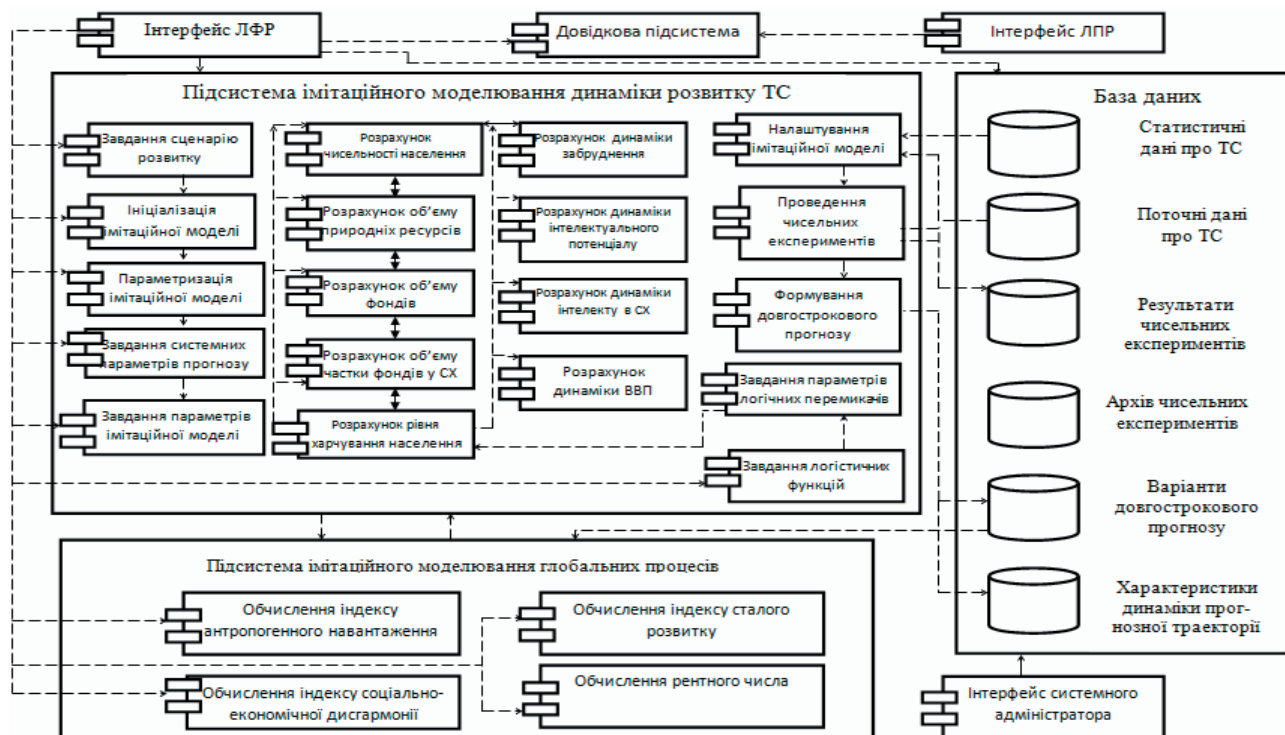 Інтерфейс ЛФР
Довідкова підсистема
Інтерфейс ЛПР
Підсистема імітаційного моделювання динаміки розвитку ТС
Завдання сценарію
розвитку
Ініціалізація
імітаційної моделі
Параметризація
імітаційної моделі
Завдання системних
параметрів прогнозу
Завдання параметрів
імітаційної моделі
Розрахунок
чисельності населення
Розрахунок об’єму
природніх ресурсів
Розрахунок об’єму
фондів
Розрахунок об’єму
частки фондів у СХ
Розрахунок рівня
харчування населення
Розрахунок динаміки
забруднення
Розрахунок динаміки
інтелектуального
потенціалу
Розрахунок динаміки
інтелекту в СХ
Розрахунок
динаміки ВВП
Налаштування
імітаційної моделі
Проведення
чисельних
експериментів
Формування
довгострокового
прогнозу
Завдання параметрів
логічних перемикачів
Завдання логістичних
функцій
База даних
Статистичні
дані про ТС
Поточні дані
про ТС
Результати
чисельних
експериментів
Архів чисельних
експериментів
Варіанти
довгострокового
прогнозу
Характеристики
динаміки прог-
нозної траєкторії
Підсистема імітаційного моделювання глобальних процесів
Обчислення індексу
антропогенного навантаження
Обчислення індексу сталого
розвитку
Обчислення індексу соціально-
економічної дисгармонії
Обчислення рентного числа
Інтерфейс системного
адміністратора